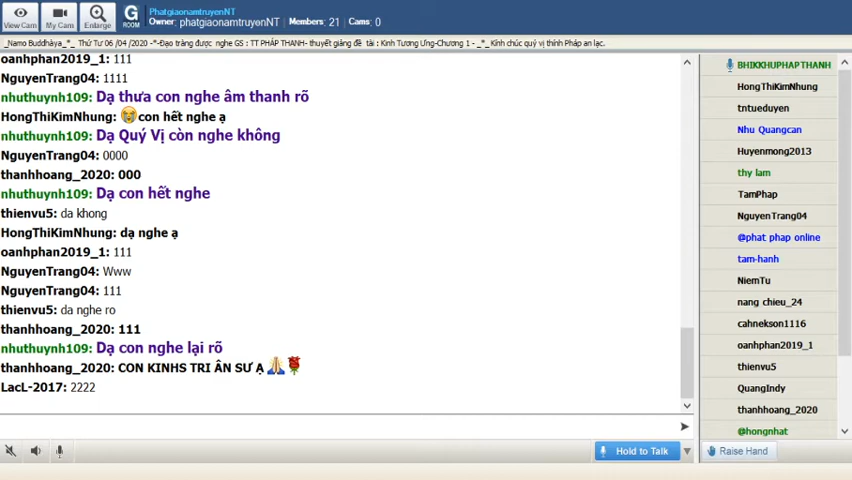 View Cam
My Cam
Enlarge
G
ROOM
PhatgiaonamtruyenNT
Owner: phatgiaonamtruyenNT Members: 21 Cams: 0
_Namo Buddhàya_*_ Thứ Tư 06 /04 /2020 -*-Đạo tràng được nghe GS : TT PHÁP THANH- thuyết giảng đề tài : Kinh Tương Ưng-Chương 1 - _*_ Kính chúc quý vị thính Pháp an lạc.
oanhphan2019_1: 111
NguyenTrang04: 1111
nhuthuynh109: Dạ thưa con nghe âm thanh rõ
HongThiKimNhung: 😭con hết nghe ạ
nhuthuynh109: Dạ Quý Vị còn nghe không
NguyenTrang04: 0000
thanhhoang_2020: 000
nhuthuynh109: Dạ con hết nghe
thienvu5: da khong
HongThiKimNhung: dạ nghe ạ
oanhphan2019_1: 111
NguyenTrang04: Www
NguyenTrang04: 111
thienvu5: da nghe ro
thanhhoang_2020: 111
nhuthuynh109: Dạ con nghe lại rõ
thanhhoang_2020: CON KINHS TRI ÂN SƯ Ạ 🙏🌹
LacL-2017: 2222
Hold to Talk
BHIKKHUPHAPTHANH
HongThiKimNhung
tntueduyen
Nhu Quangcan
Huyenmong2013
thy lam
TamPhap
NguyenTrang04
@phat phap online
tam-hanh
NiemTu
nang chieu_24
cahnekson1116
oanhphan2019_1
thienvu5
QuangIndy
thanhhoang_2020
@hongnhat
Raise Hand